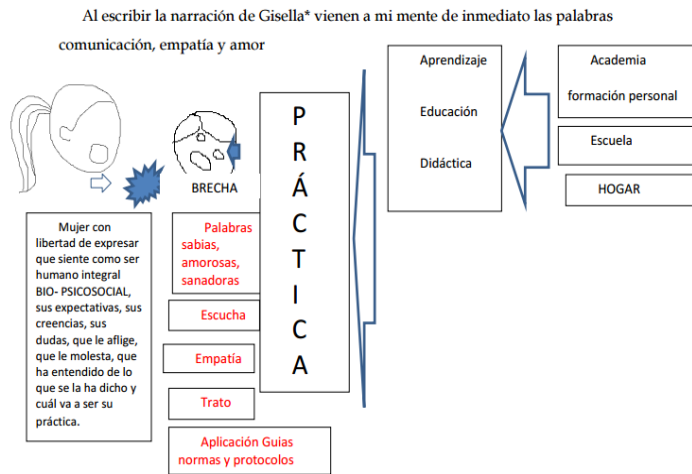 Al escribir la narración de Gisella* vienen a mi mente de inmediato las palabras
comunicación, empatía y amor
BRECHA
Mujer con
libertad de expresar
que siente como ser
humano integral
BIO- PSICOSOCIAL,
sus expectativas, sus
creencias, sus
dudas, que le aflige,
que le molesta, que
ha entendido de lo
que se la ha dicho y
cuál va a ser su
práctica.
Palabras
sabias,
amorosas,
sanadoras
Escucha
Empatía
Trato
Aplicación Guias
normas y protocolos
P
R
Á
C
T
I
C
A
Aprendizaje
Educación
Didáctica
Academia
formación personal
Escuela
HOGAR